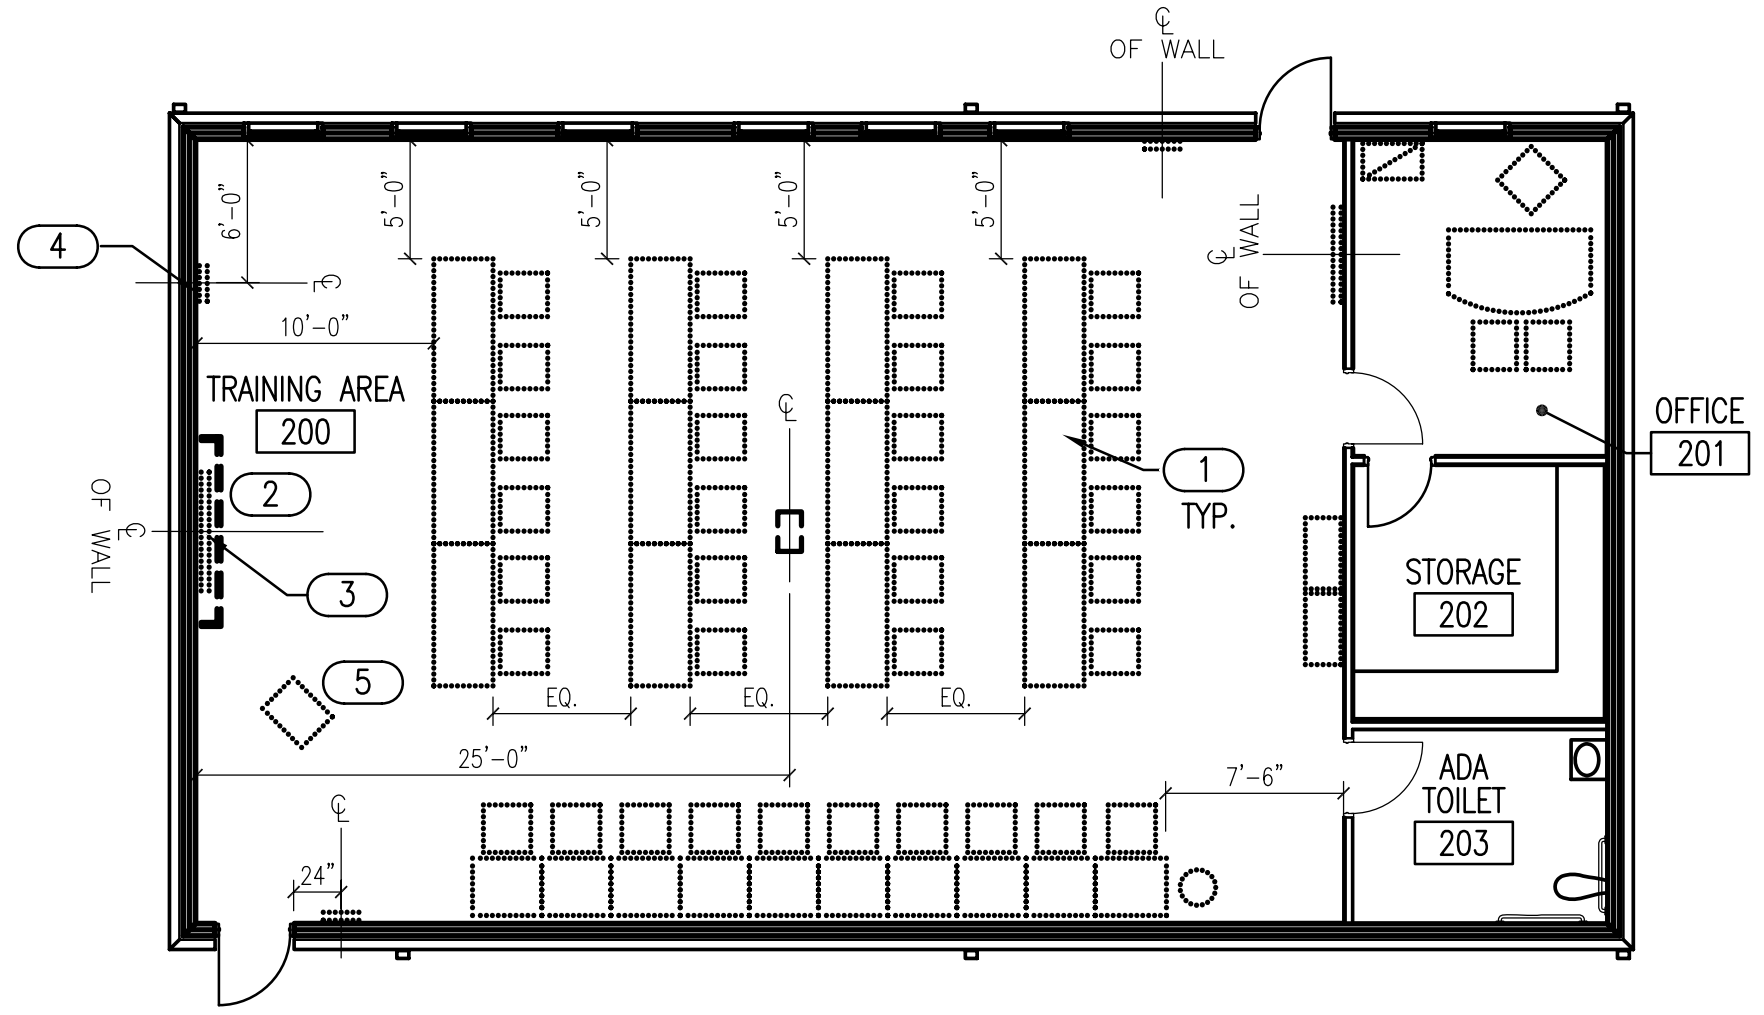 ℄
OF WALL
6'-0"
5'-0"
5'-0"
5'-0"
5'-0"
℄
OF WALL
4
℄
10'-0"
TRAINING AREA
200
℄
OFFICE
201
1
TYP.
2
℄
OF WALL
3
STORAGE
202
5
EQ.
EQ.
EQ.
25'-0"
7'-6"
ADA
TOILET
203
℄
24"